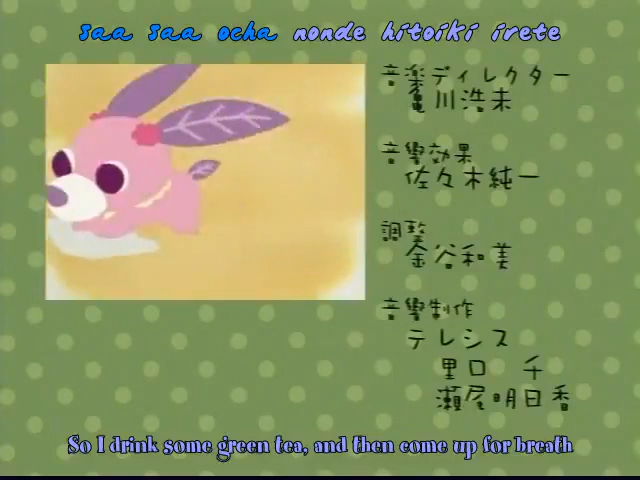 saa saa ocha nonde hitoiki irete
音楽ディレクター
亀川浩未
音響効果
佐々木純一
調整
金谷和美
音響制作
テレシス
里口　千
瀬尾明日香
So I drink some green tea, and then come up for breath